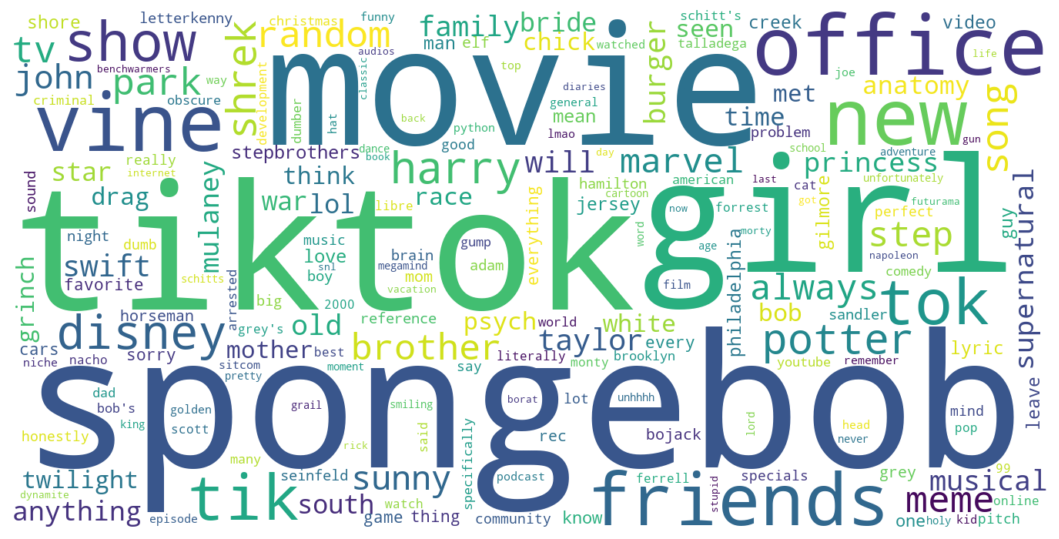 shore letterkenny christmas funny family bride schitt's creek video
tv show random audios man elf chick watched seen talladega office life
john benchwarmers park way shrek movie top burger met joe anatomy
criminal obscure development dumber hat classic back python general mean diaries time new song gun
vine stepbrothers dance good lmao problem
sound really internet star think book harry will marvel princess school adventure
drag mulaney war lol libre race hamilton jersey american last cat unfortunately guy
tiktok girl
night dumb music love gump adam everything cartoon forrest now day got gilmore perfect futurama step supernatural
grinch swift favorite schitts boy snl brain megamind mom word age morty napoleon comedy
arrested big 2000 vacation film philadelphia always tok
horseman grey's old reference psych world white bob sandler
disney cars nacho sorry mother best brother taylor every potter lyric
niche sitcom pretty moment say literally monty brooklyn youtube remember leave
spongebob
dad bob's king golden scott grail smiling borat lot unhhhh lord head never mind pop
honestly many rick said specifically rec bojack
twilight seinfeld sunny podcast ferrell stupid specials grey 99 musical
dynamite tik watch friends meme online
anything episode south game thing community know one holy kid pitch